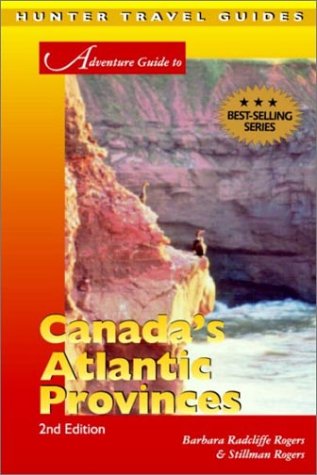 HUNTER TRAVEL GUIDES
Adventure Guide to
★★★
BEST-SELLING
SERIES
Canada's
Atlantic
Provinces
2nd Edition
Barbara Radcliffe Rogers
& Stillman Rogers